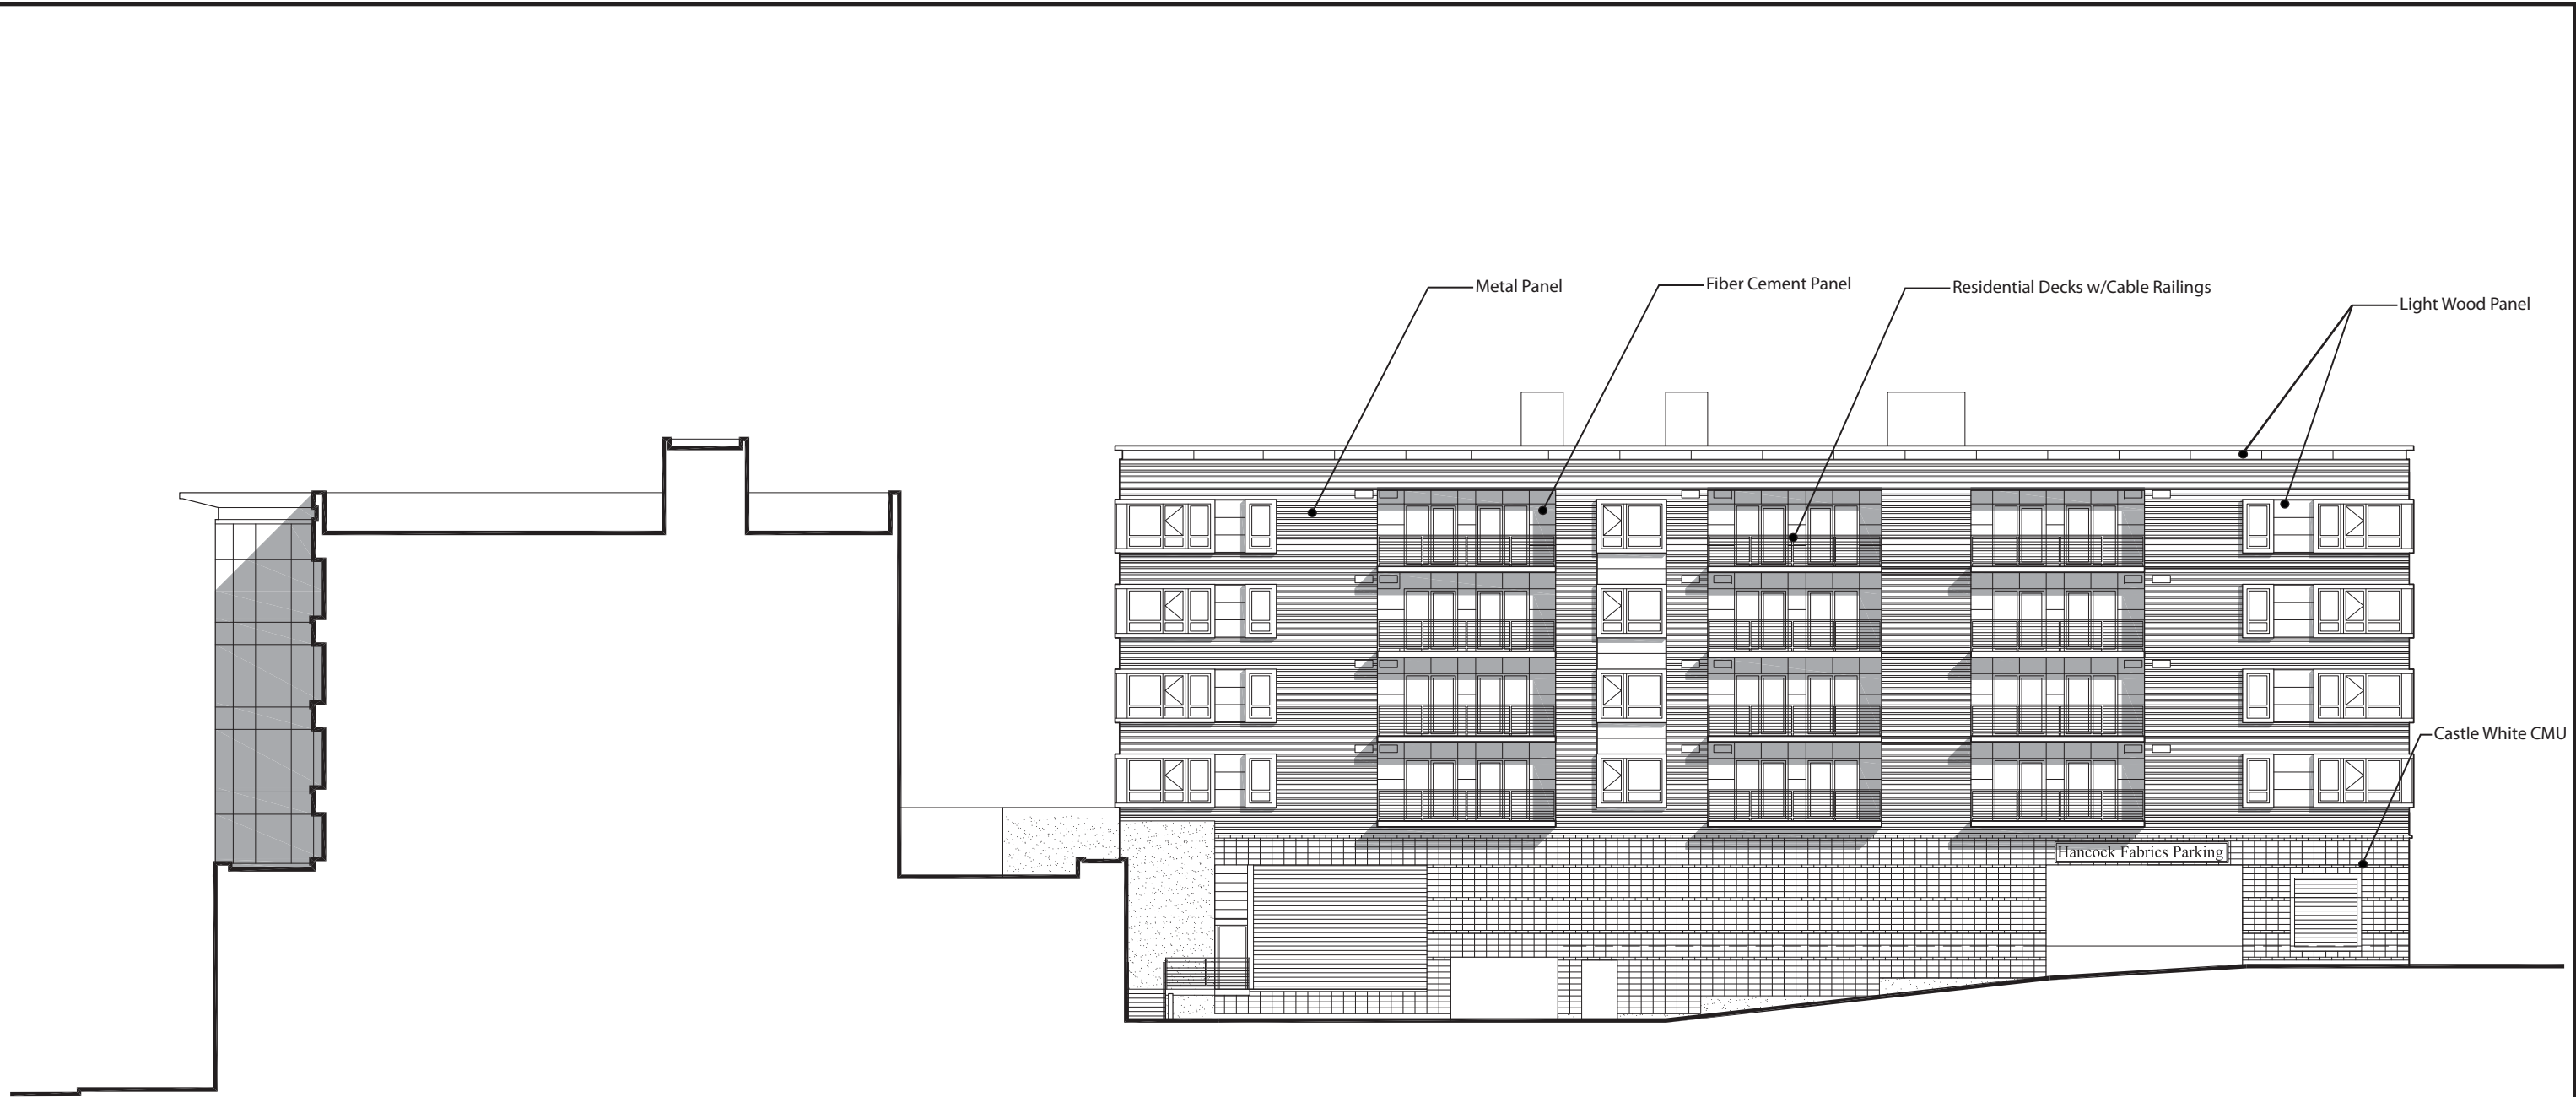 Metal Panel
Fiber Cement Panel
Residential Decks w/Cable Railings
Light Wood Panel
Castle White CMU
Hancock Fabrics Parking